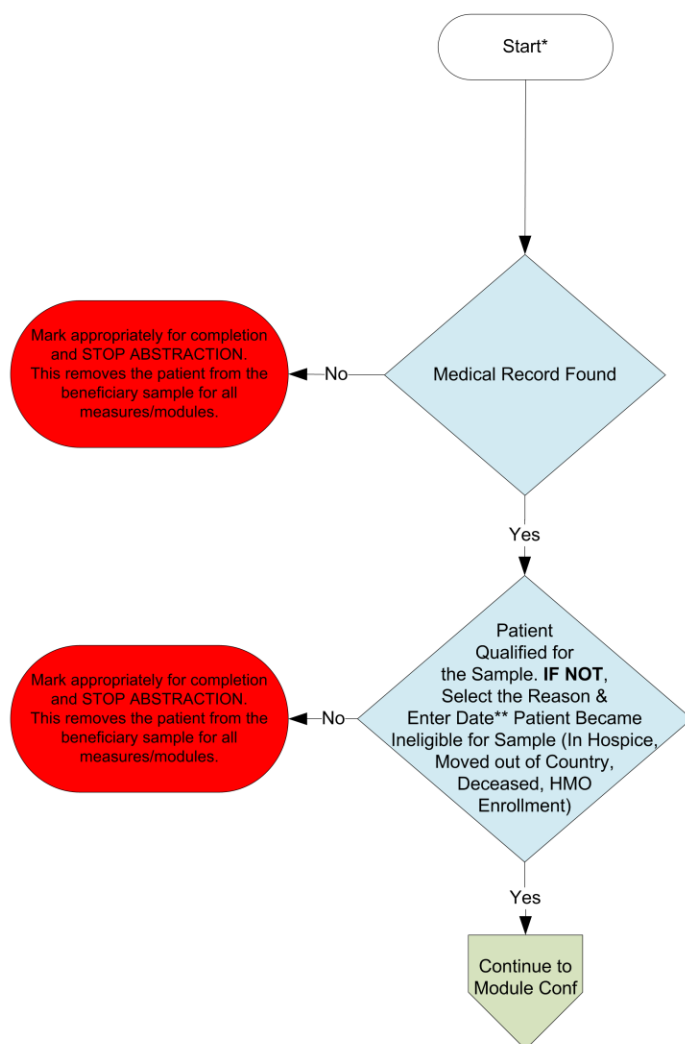 Start*
Medical Record Found
No
Mark appropriately for completion
and STOP ABSTRACTION.
This removes the patient from the
beneficiary sample for all
measures/modules.
Yes
Patient
Qualified for
the Sample. IF NOT,
Select the Reason &
Enter Date** Patient Became
Ineligible for Sample (In Hospice,
Moved out of Country,
Deceased, HMO
Enrollment)
No
Mark appropriately for completion
and STOP ABSTRACTION.
This removes the patient from the
beneficiary sample for all
measures/modules.
Yes
Continue to
Module Conf